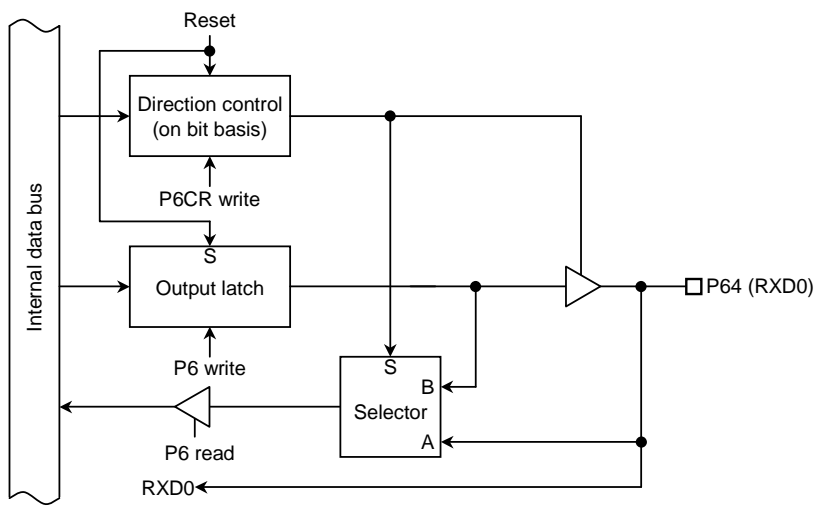 Reset
Direction control
(on bit basis)
P6CR write
Internal data bus
S
Output latch
P64 (RXD0)
P6 write
S
B
Selector
A
P6 read
RXD0